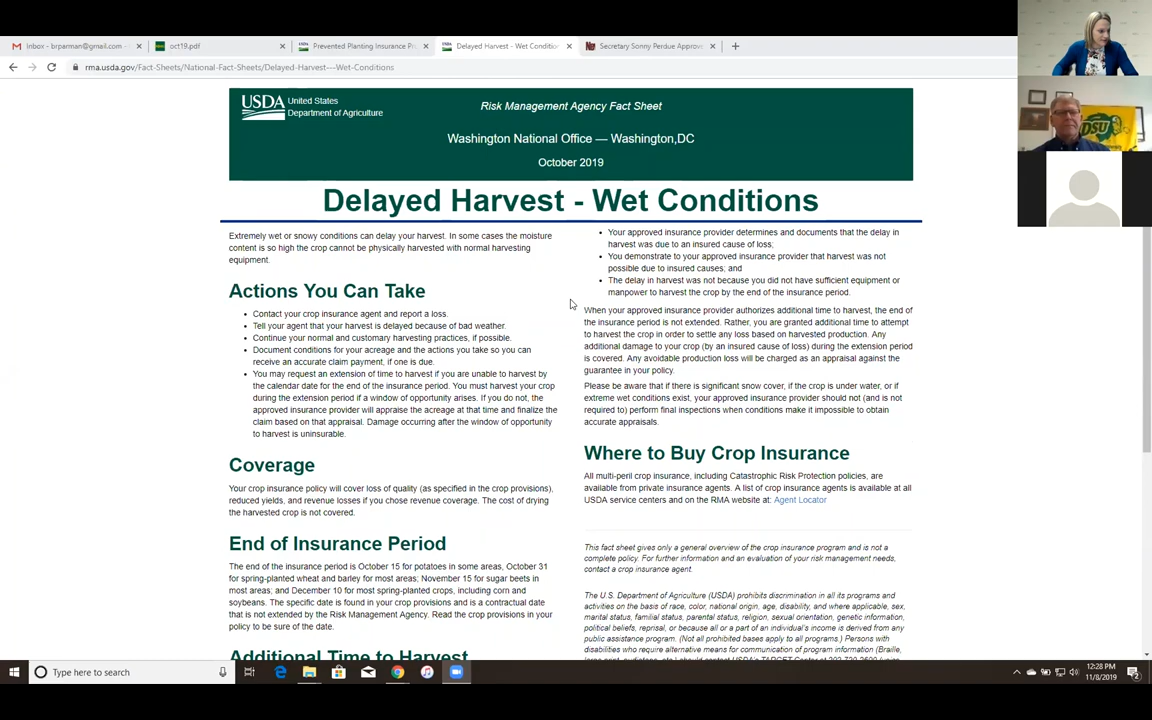 Inbox - brparman@gmail.com -
oct19.pdf
Prevented Planting Insurance Pr
Delayed Harvest - Wet Conditio
Secretary Sonny Perdue Approve
rma.usda.gov/Fact-Sheets/National-Fact-Sheets/Delayed-Harvest---Wet-Conditions
USDA
United States
Department of Agriculture
Risk Management Agency Fact Sheet
Washington National Office — Washington,DC
October 2019
Delayed Harvest - Wet Conditions
Extremely wet or snowy conditions can delay your harvest. In some cases the moisture
content is so high the crop cannot be physically harvested with normal harvesting
equipment.
Actions You Can Take
• Contact your crop insurance agent and report a loss.
• Tell your agent that your harvest is delayed because of bad weather.
• Continue your normal and customary harvesting practices, if possible.
• Document conditions for your acreage and the actions you take so you can
receive an accurate claim payment, if one is due.
• You may request an extension of time to harvest if you are unable to harvest by
the calendar date for the end of the insurance period. You must harvest your crop
during the extension period if a window of opportunity arises. If you do not, the
approved insurance provider will appraise the acreage at that time and finalize the
claim based on that appraisal. Damage occurring after the window of opportunity
to harvest is uninsurable.
Coverage
Your crop insurance policy will cover loss of quality (as specified in the crop provisions),
reduced yields, and revenue losses if you chose revenue coverage. The cost of drying
the harvested crop is not covered.
End of Insurance Period
The end of the insurance period is October 15 for potatoes in some areas, October 31
for spring-planted wheat and barley for most areas; November 15 for sugar beets in
most areas; and December 10 for most spring-planted crops, including corn and
soybeans. The specific date is found in your crop provisions and is a contractual date
that is not extended by the Risk Management Agency. Read the crop provisions in your
policy to be sure of the date.
Additional Time to Harvest
• Your approved insurance provider determines and documents that the delay in
harvest was due to an insured cause of loss;
• You demonstrate to your approved insurance provider that harvest was not
possible due to insured causes; and
• The delay in harvest was not because you did not have sufficient equipment or
manpower to harvest the crop by the end of the insurance period.
When your approved insurance provider authorizes additional time to harvest, the end of
the insurance period is not extended. Rather, you are granted additional time to attempt
to harvest the crop in order to settle any loss based on harvested production. Any
additional damage to your crop (by an insured cause of loss) during the extension period
is covered. Any avoidable production loss will be charged as an appraisal against the
guarantee in your policy.
Please be aware that if there is significant snow cover, if the crop is under water, or if
extreme wet conditions exist, your approved insurance provider should not (and is not
required to) perform final inspections when conditions make it impossible to obtain
accurate appraisals.
Where to Buy Crop Insurance
All multi-peril crop insurance, including Catastrophic Risk Protection policies, are
available from private insurance agents. A list of crop insurance agents is available at all
USDA service centers and on the RMA website at: Agent Locator
This fact sheet gives only a general overview of the crop insurance program and is not a
complete policy. For further information and an evaluation of your risk management needs,
contact a crop insurance agent.
The U.S. Department of Agriculture (USDA) prohibits discrimination in all its programs and
activities on the basis of race, color, national origin, age, disability, and where applicable, sex,
marital status, familial status, parental status, religion, sexual orientation, genetic information,
political beliefs, reprisal, or because all or a part of an individual's income is derived from any
public assistance program. (Not all prohibited bases apply to all programs.) Persons with
disabilities who require alternative means for communication of program information (Braille,
DSU
Type here to search
12:28 PM
11/8/2019
2